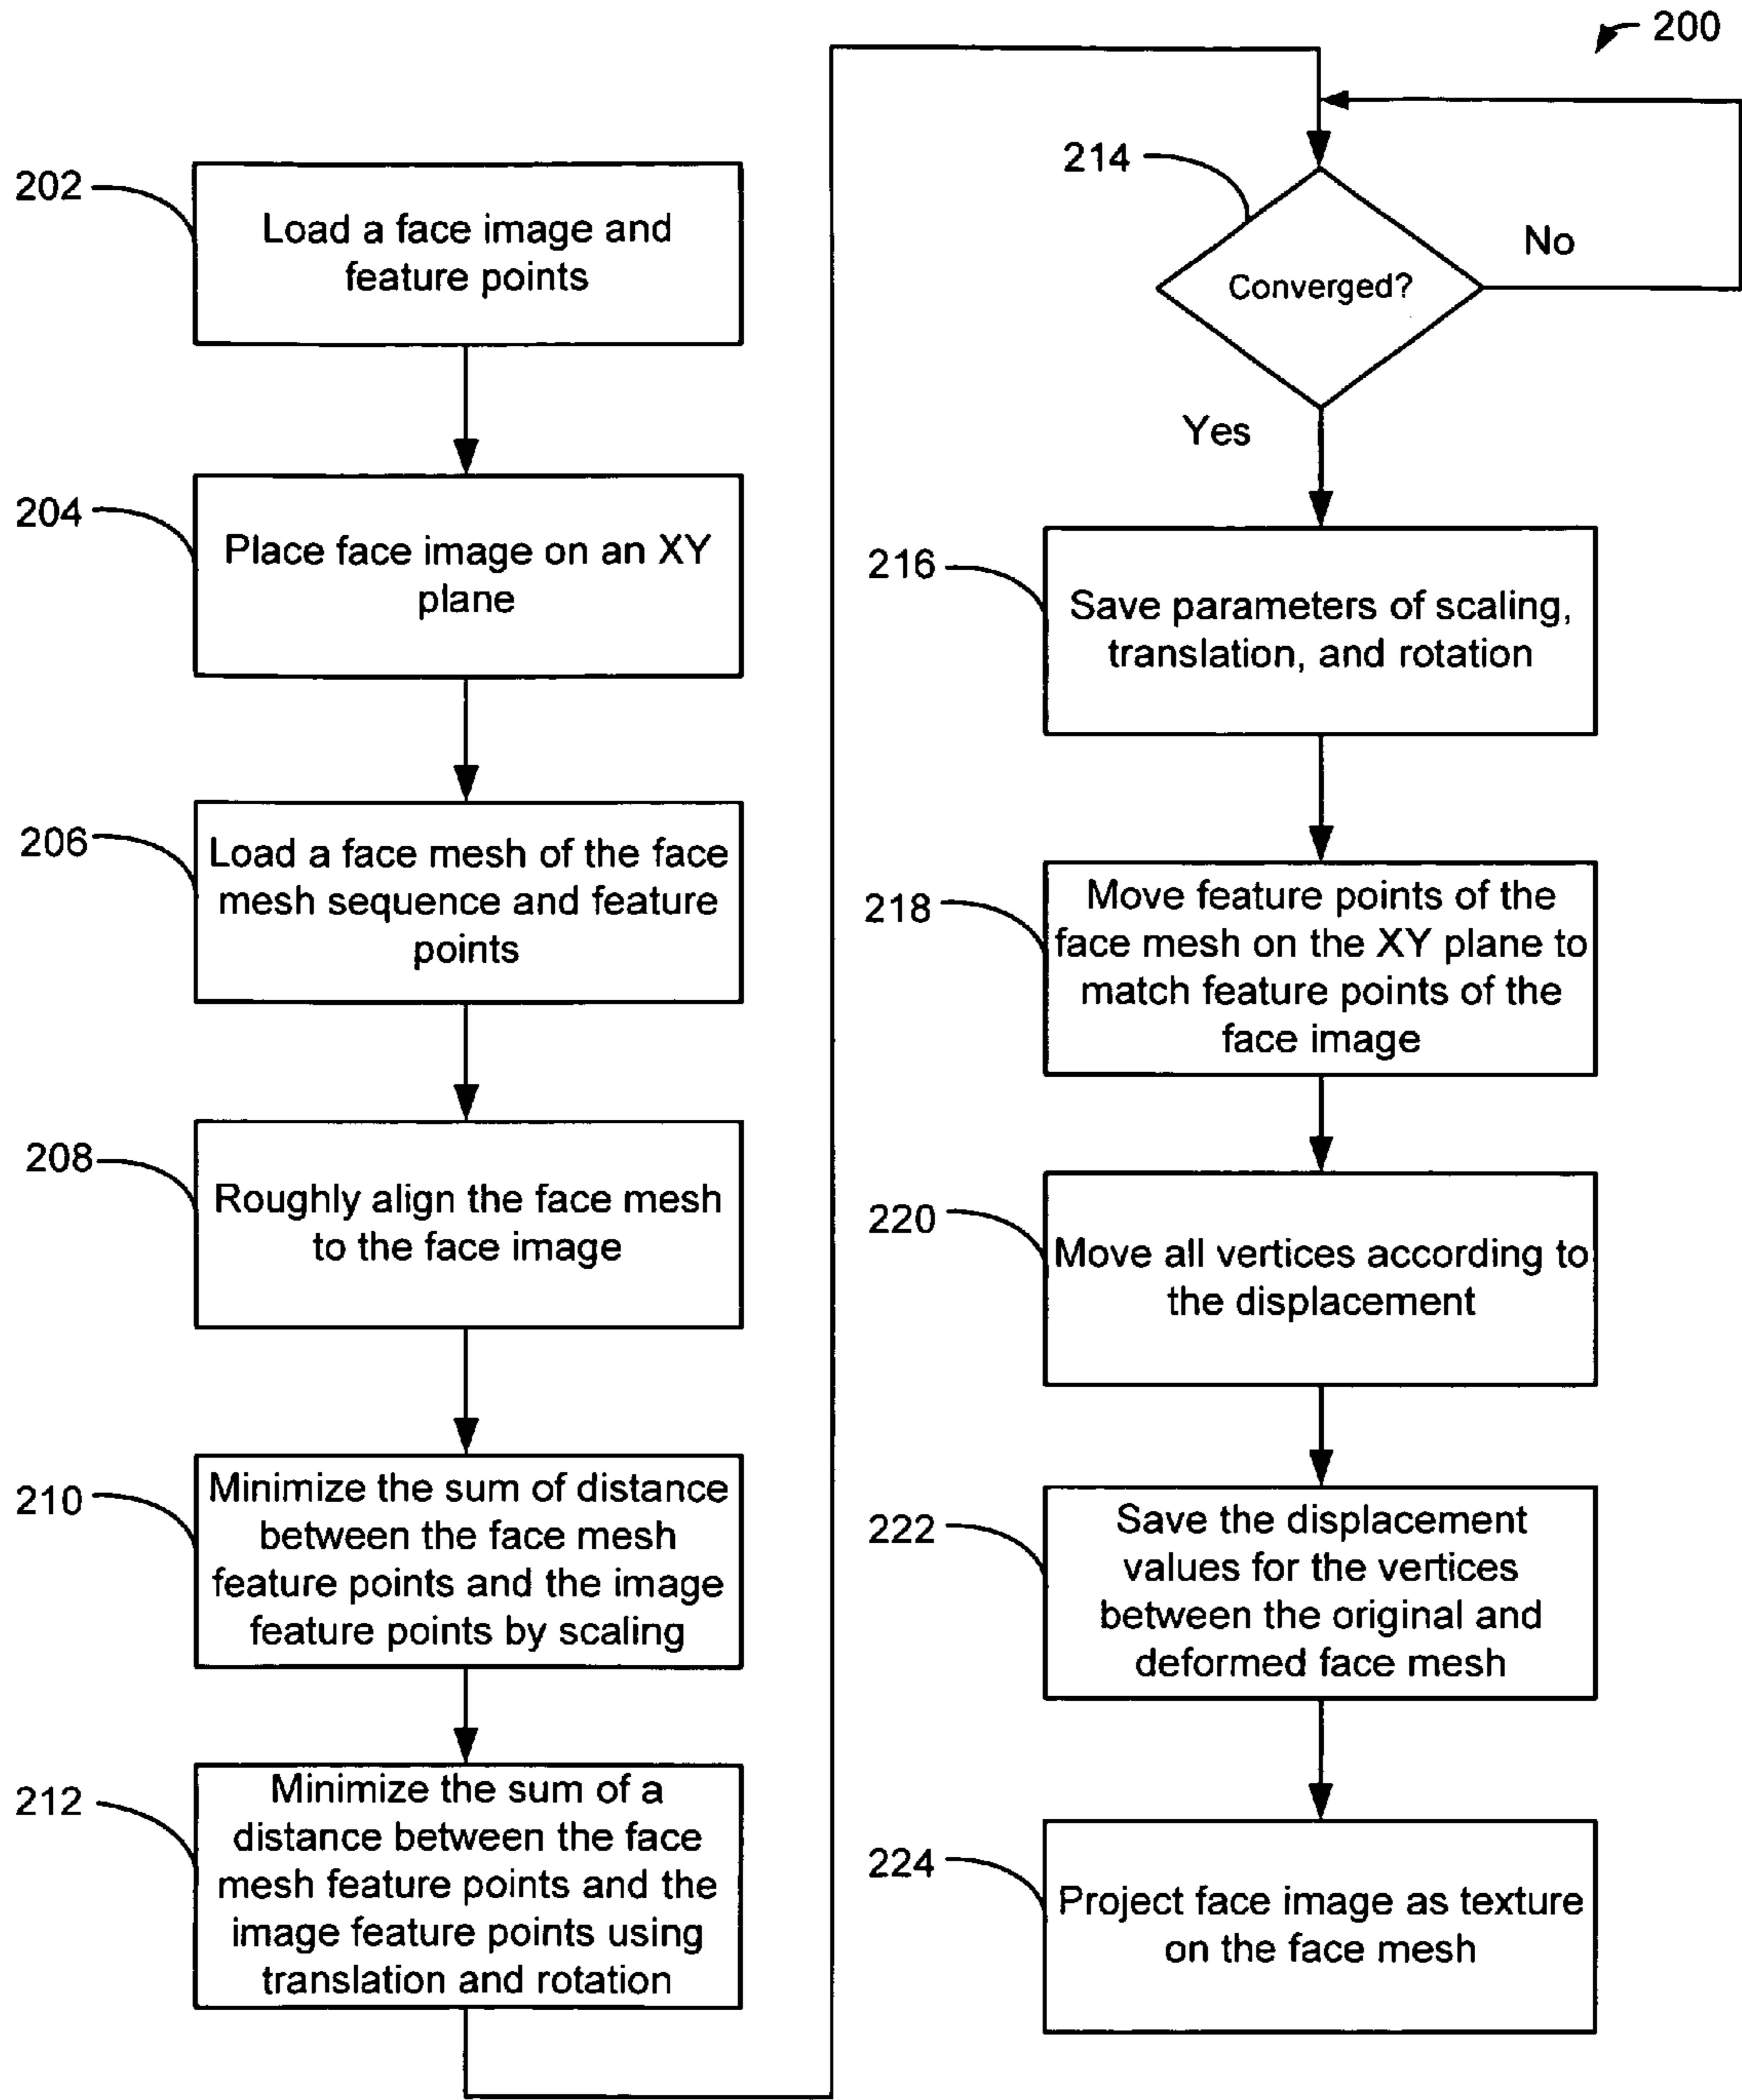 200
202
Load a face image and
feature points
204
Place face image on an XY
plane
206
Load a face mesh of the face
mesh sequence and feature
points
208
Roughly align the face mesh
to the face image
210
Minimize the sum of distance
between the face mesh
feature points and the image
feature points by scaling
212
Minimize the sum of a
distance between the face
mesh feature points and the
image feature points using
translation and rotation
214
Converged?
No
Yes
216
Save parameters of scaling,
translation, and rotation
218
Move feature points of the
face mesh on the XY plane to
match feature points of the
face image
220
Move all vertices according to
the displacement
222
Save the displacement
values for the vertices
between the original and
deformed face mesh
224
Project face image as texture
on the face mesh